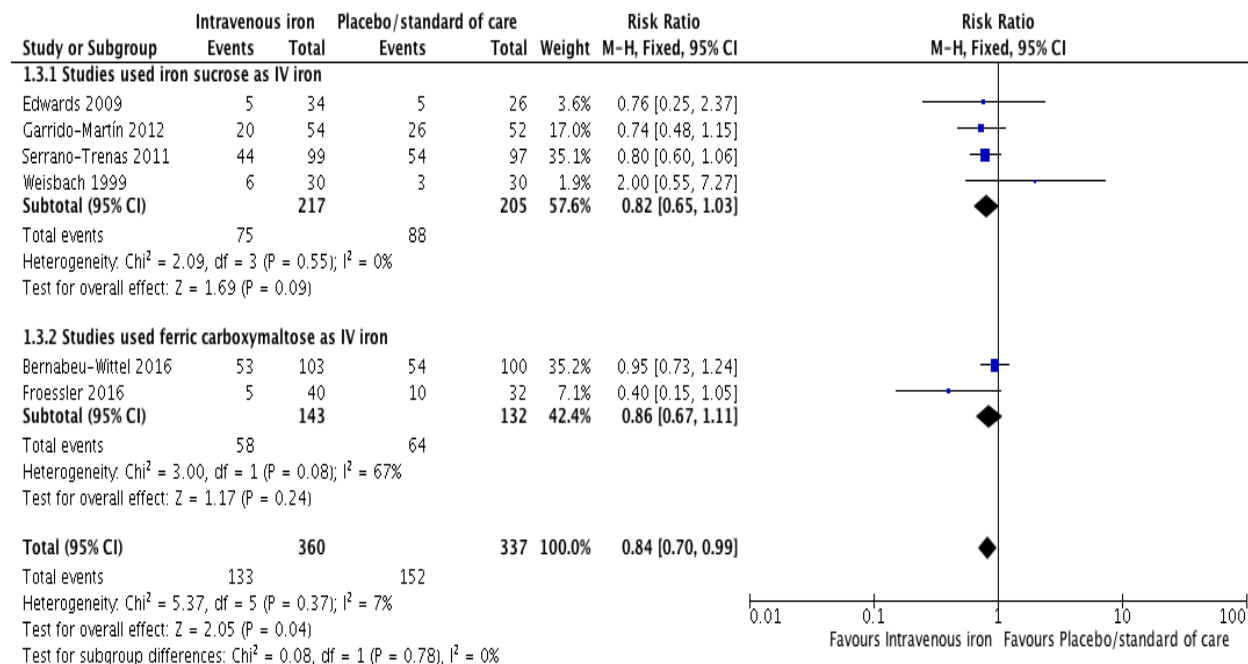 Intravenous iron Placebo/standard of care Risk Ratio Risk Ratio
Study or Subgroup Events Total Events Total Weight M-H, Fixed, 95% CI M-H, Fixed, 95% CI
1.3.1 Studies used iron sucrose as IV iron
Edwards 2009 5 34 5 26 3.6% 0.76 [0.25, 2.37]
Garrido-Martín 2012 20 54 26 52 17.0% 0.74 [0.48, 1.15]
Serrano-Trenas 2011 44 99 54 97 35.1% 0.80 [0.60, 1.06]
Weisbach 1999 6 30 3 30 1.9% 2.00 [0.55, 7.27]
Subtotal (95% CI) 217 205 57.6% 0.82 [0.65, 1.03]
Total events 75 88
Heterogeneity: Chi² = 2.09, df = 3 (P = 0.55); I² = 0%
Test for overall effect: Z = 1.69 (P = 0.09)
1.3.2 Studies used ferric carboxymaltose as IV iron
Bernabeu-Wittel 2016 53 103 54 100 35.2% 0.95 [0.73, 1.24]
Froessler 2016 5 40 10 32 7.1% 0.40 [0.15, 1.05]
Subtotal (95% CI) 143 132 42.4% 0.86 [0.67, 1.11]
Total events 58 64
Heterogeneity: Chi² = 3.00, df = 1 (P = 0.08); I² = 67%
Test for overall effect: Z = 1.17 (P = 0.24)
Total (95% CI) 360 337 100.0% 0.84 [0.70, 0.99]
Total events 133 152
Heterogeneity: Chi² = 5.37, df = 5 (P = 0.37); I² = 7%
Test for overall effect: Z = 2.05 (P = 0.04)
Test for subgroup differences: Chi² = 0.08, df = 1 (P = 0.78), I² = 0%
0.01 0.1 1 10 100
Favours Intravenous iron Favours Placebo/standard of care